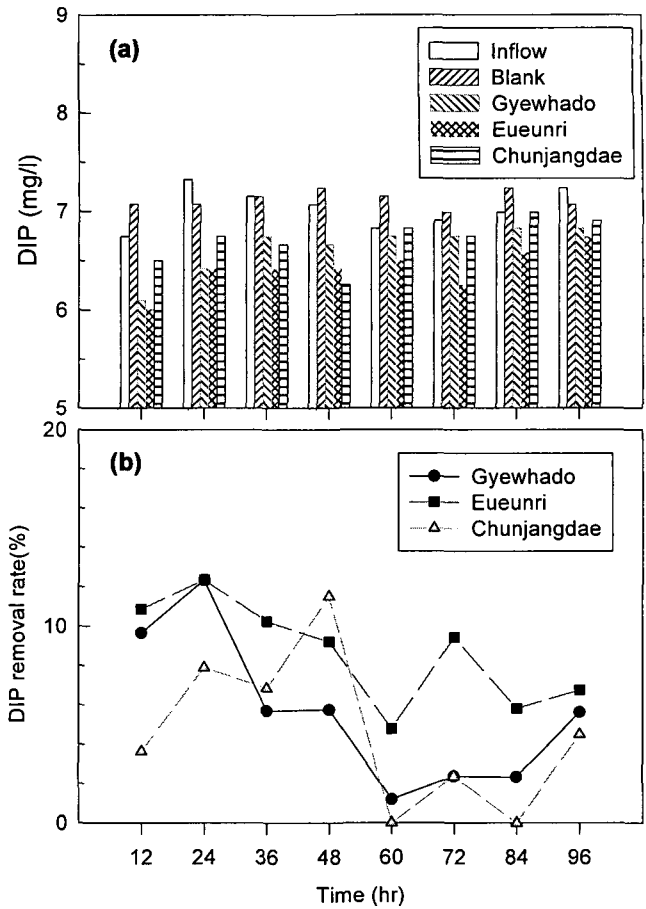 (a)
Inflow
Blank
Gyewhado
Eueunri
Chunjangdae
DIP (mg/l)
9
8
7
6
5
(b)
Gyewhado
Eueunri
Chunjangdae
DIP removal rate(%)
20
10
0
12 24 36 48 60 72 84 96
Time (hr)